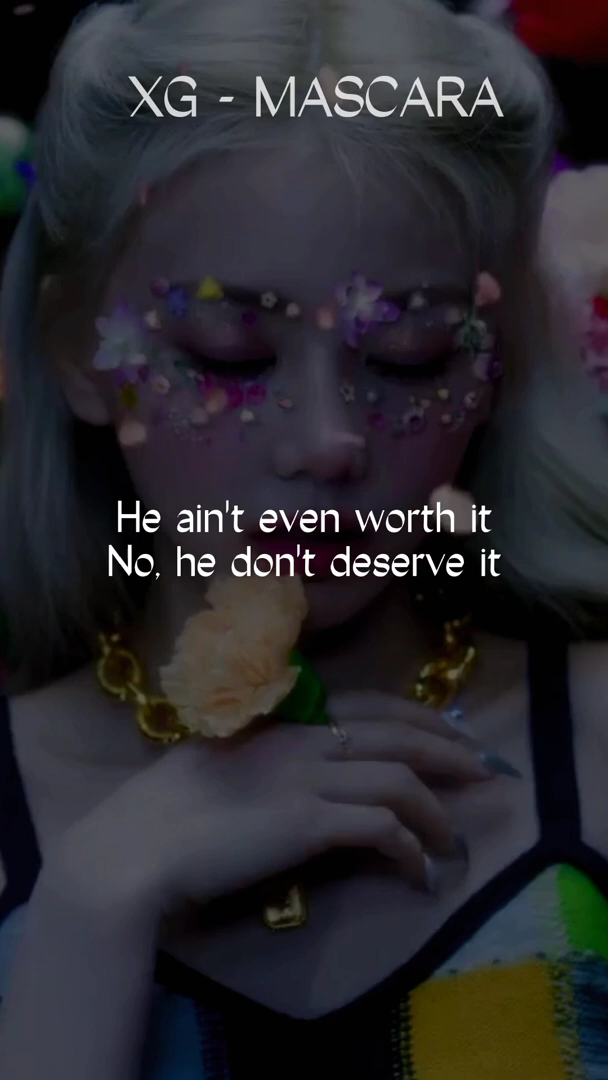 XG - MASCARA
He ain't even worth it
No, he don't deserve it